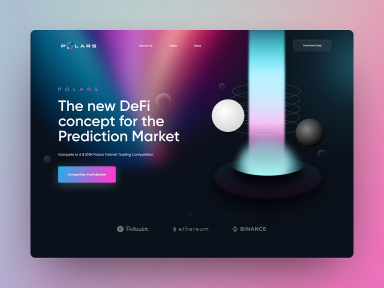 POLARS
About Us
Docs
Download App
POLARS
The new DeFi
concept for the
Prediction Market
Compete in A $ 100K Polars Testnet Trading Competition
Competition Participation
Polkadot.
ethereum
BINANCE